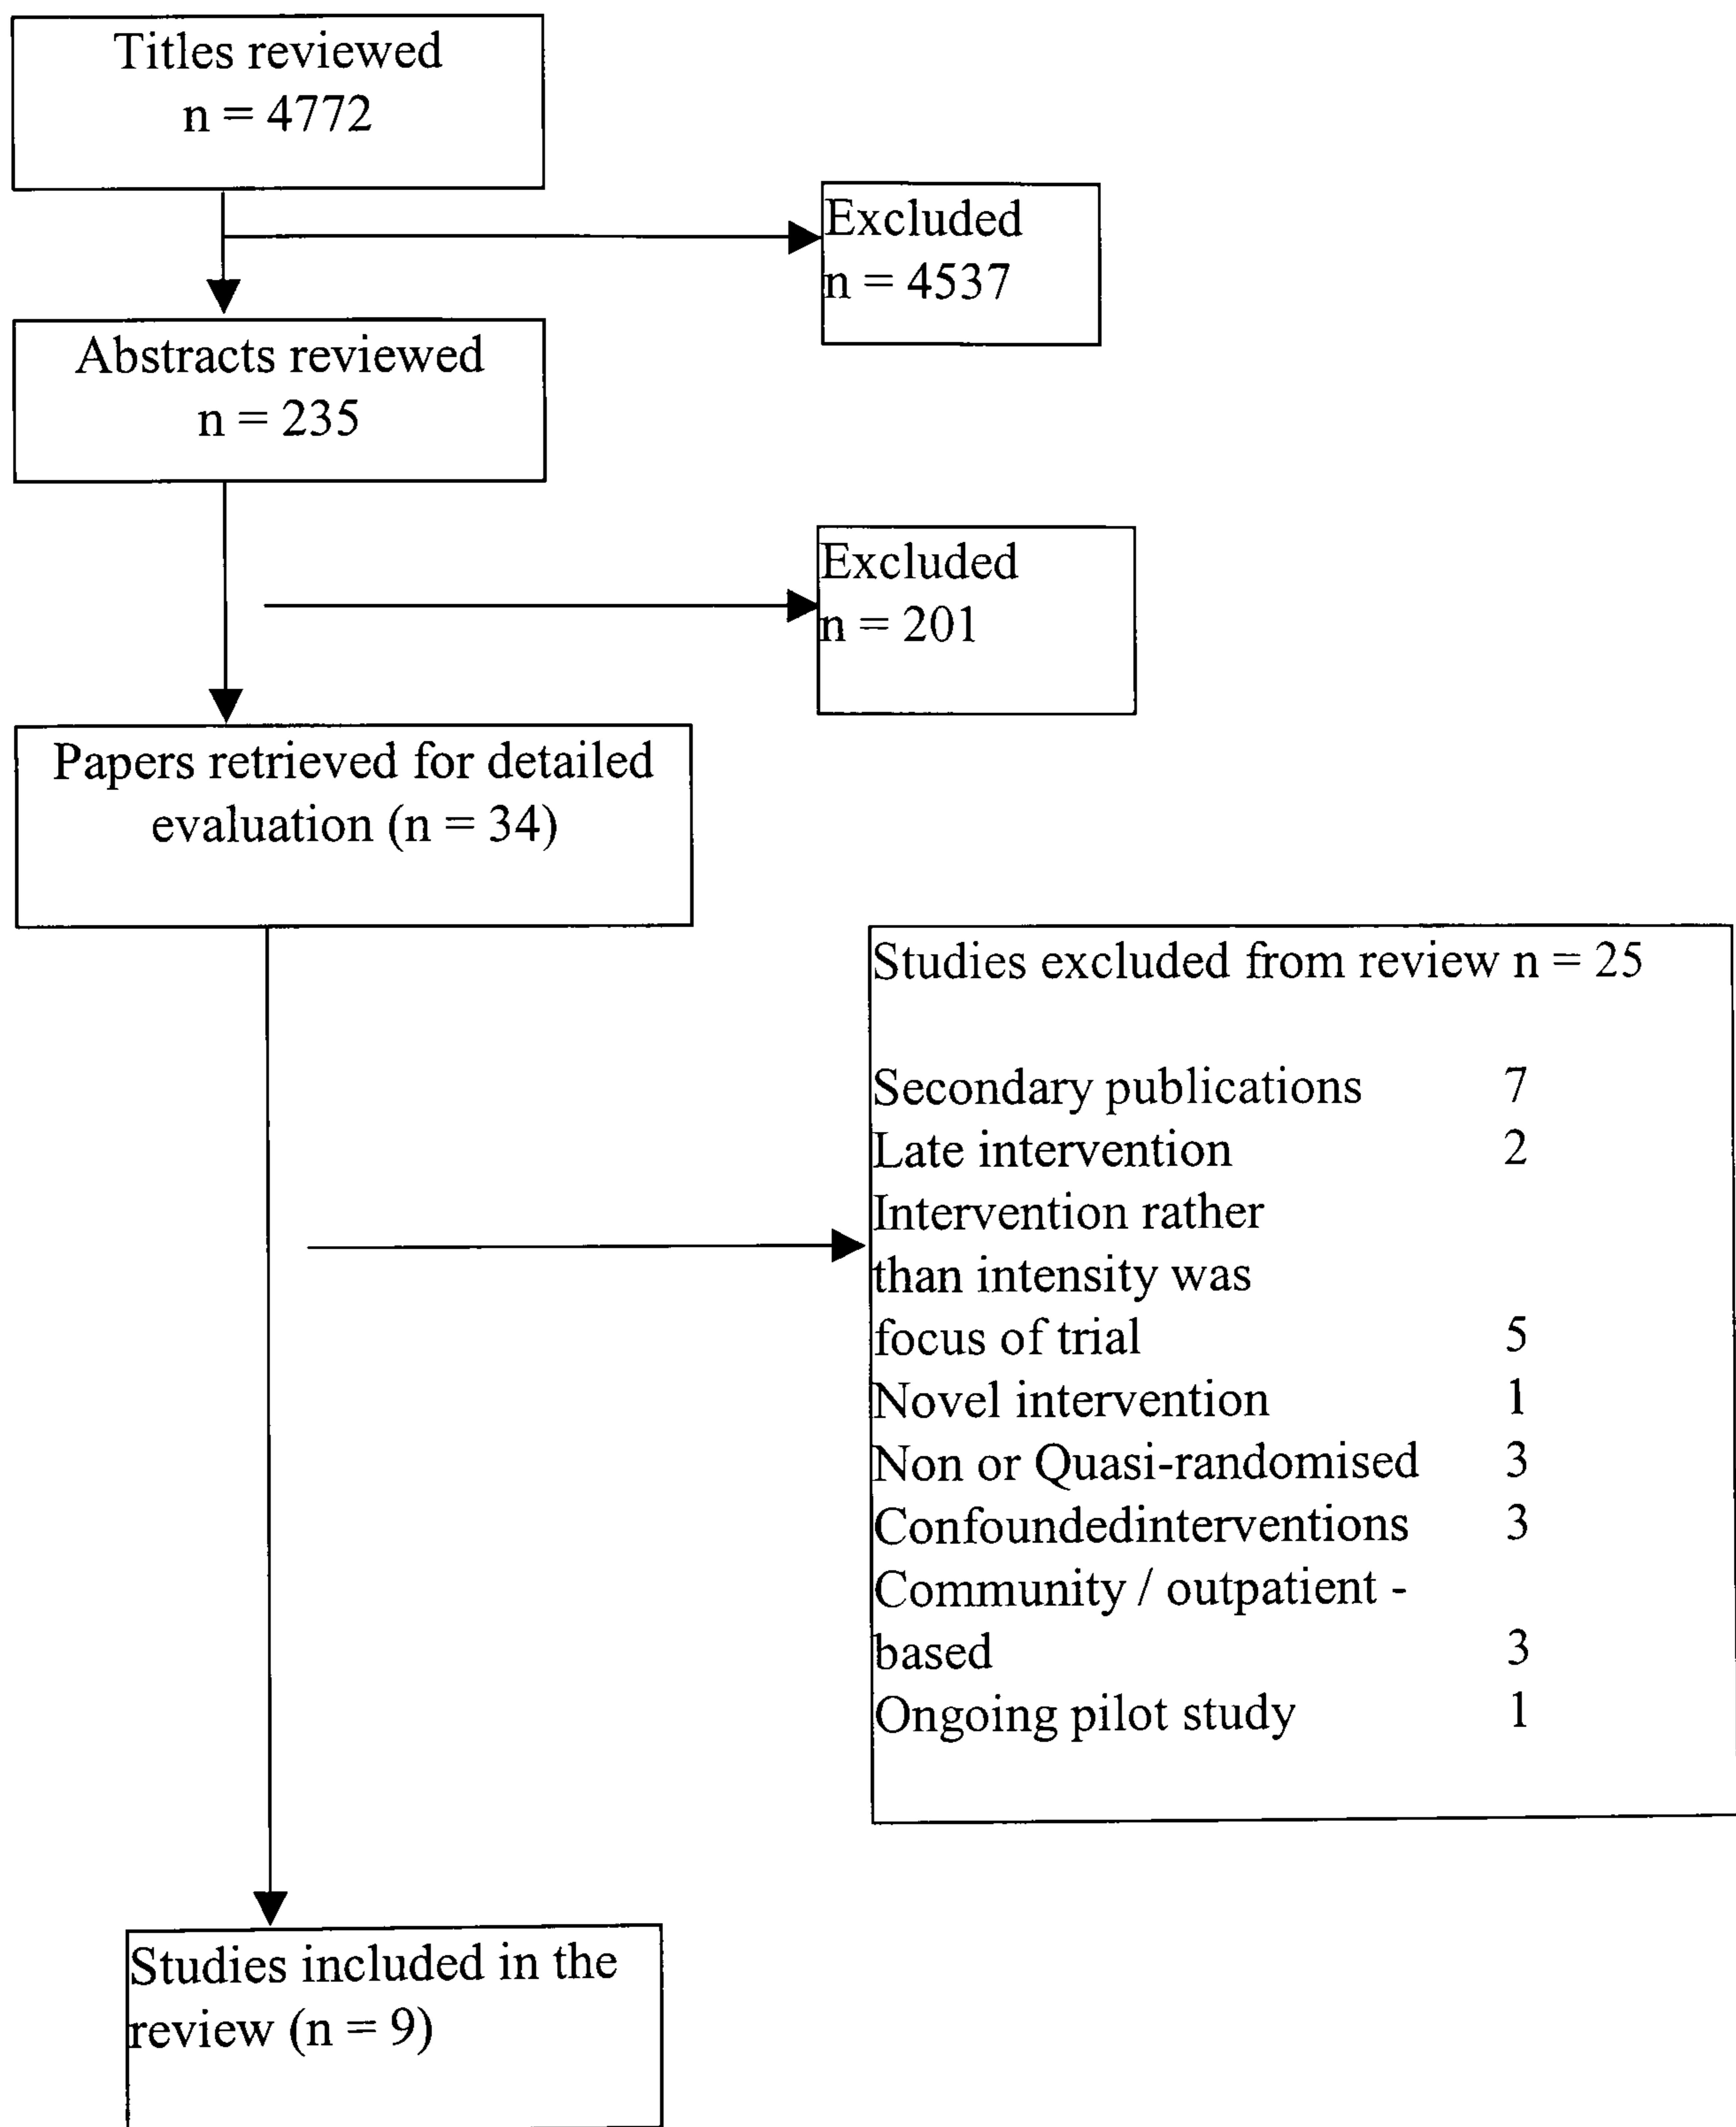 Titles reviewed
n = 4772
Excluded
n = 4537
Abstracts reviewed
n = 235
Excluded
n = 201
Papers retrieved for detailed
evaluation (n = 34)
Studies excluded from review n = 25
Secondary publications 7
Late intervention 2
Intervention rather
than intensity was
focus of trial 5
Novel intervention 1
Non or Quasi-randomised 3
Confoundedinterventions 3
Community / outpatient -
based 3
Ongoing pilot study 1
Studies included in the
review (n = 9)